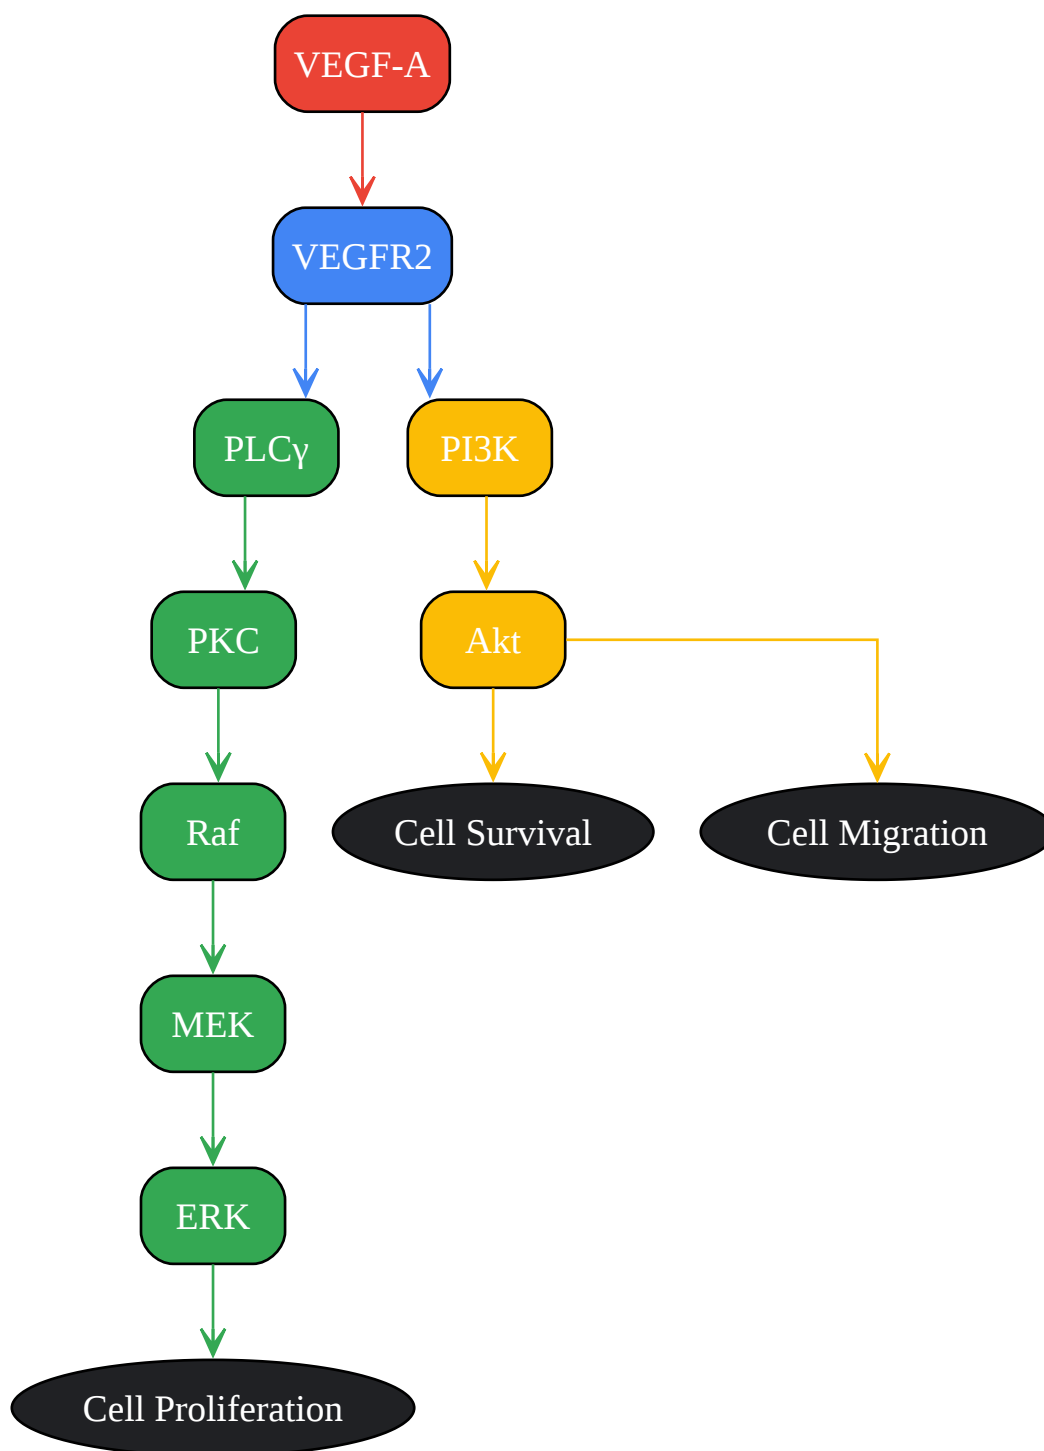 VEGF-A
VEGFR2
PLCγ
PI3K
PKC
Akt
Raf
Cell Survival
Cell Migration
MEK
ERK
Cell Proliferation